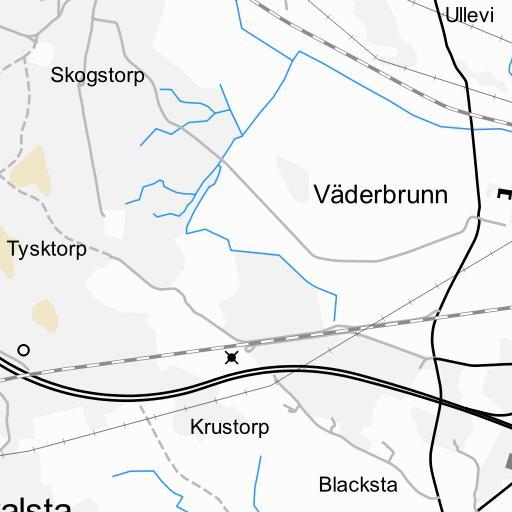 Ullevi
Skogstorp
Väderbrunn
Tysktorp
Krustorp
Blacksta